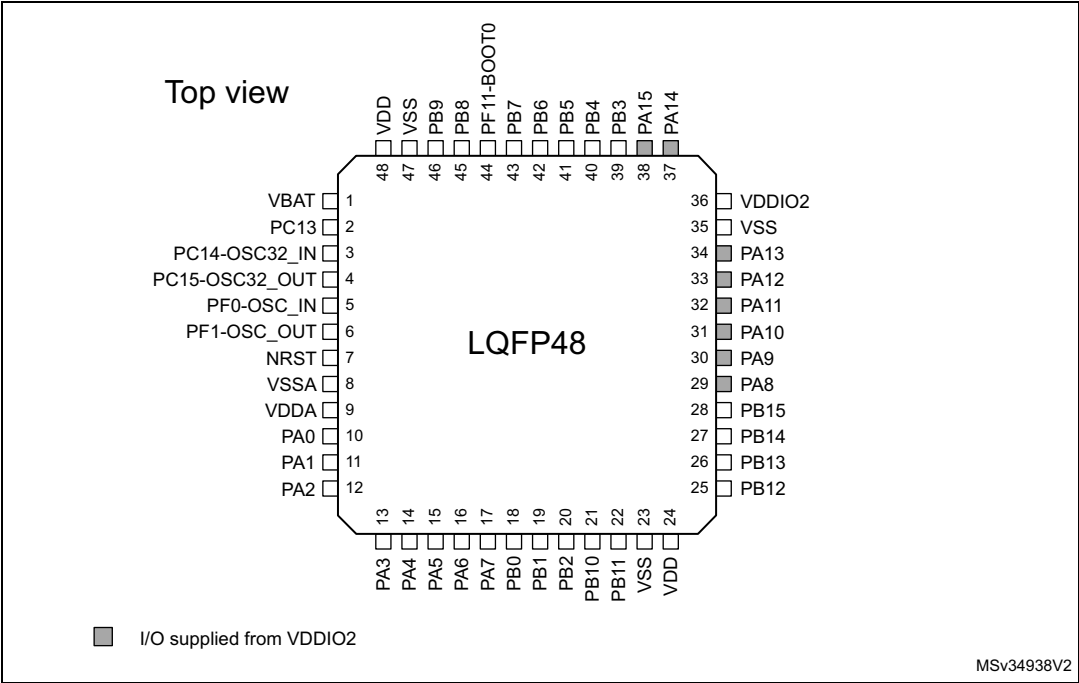 Top view
48 VDD
47 VSS
46 PB9
45 PB8
44 PF11-BOOT0
43 PB7
42 PB6
41 PB5
40 PB4
39 PB3
38 PA15
37 PA14
VBAT 1
PC13 2
PC14-OSC32_IN 3
PC15-OSC32_OUT 4
PF0-OSC_IN 5
PF1-OSC_OUT 6
NRST 7
VSSA 8
VDDA 9
PA0 10
PA1 11
PA2 12
LQFP48
36 VDDIO2
35 VSS
34 PA13
33 PA12
32 PA11
31 PA10
30 PA9
29 PA8
28 PB15
27 PB14
26 PB13
25 PB12
PA3 13
PA4 14
PA5 15
PA6 16
PA7 17
PB0 18
PB1 19
PB2 20
PB10 21
PB11 22
VSS 23
VDD 24
I/O supplied from VDDIO2
MSv34938V2